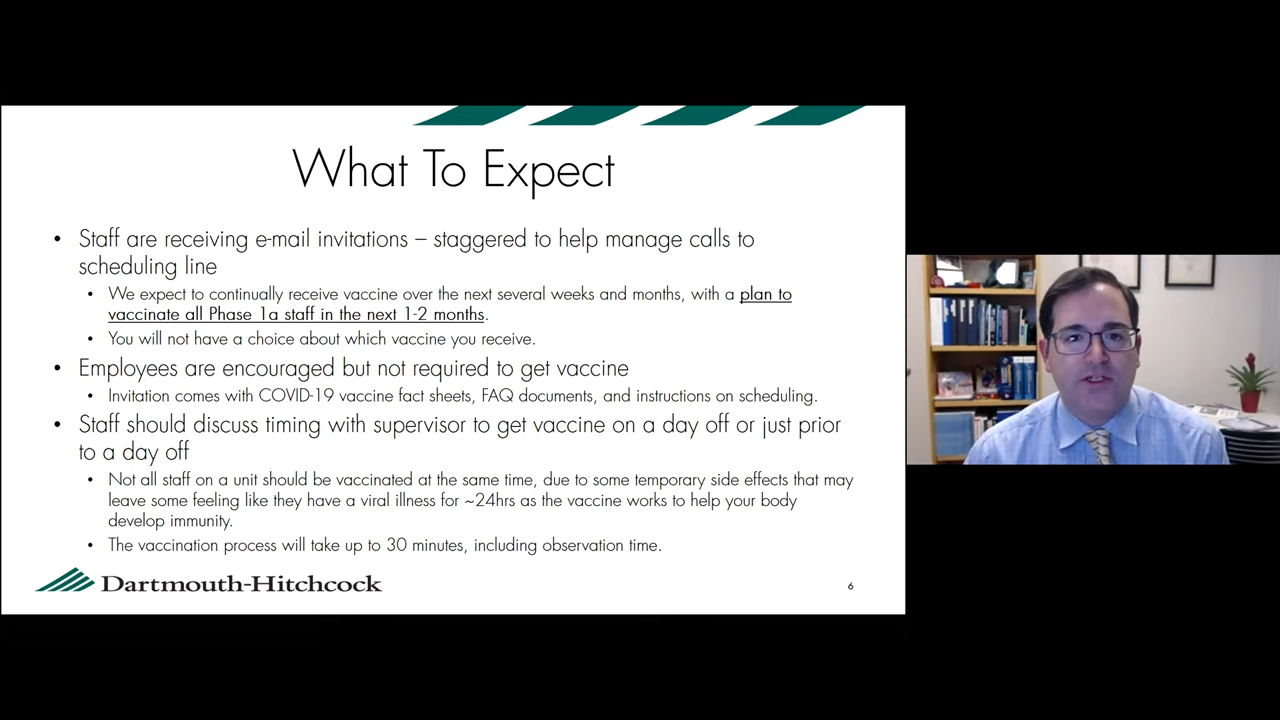 What To Expect
• Staff are receiving e-mail invitations – staggered to help manage calls to
scheduling line
• We expect to continually receive vaccine over the next several weeks and months, with a plan to
vaccinate all Phase 1a staff in the next 1-2 months.
• You will not have a choice about which vaccine you receive.
• Employees are encouraged but not required to get vaccine
• Invitation comes with COVID-19 vaccine fact sheets, FAQ documents, and instructions on scheduling.
• Staff should discuss timing with supervisor to get vaccine on a day off or just prior
to a day off
• Not all staff on a unit should be vaccinated at the same time, due to some temporary side effects that may
leave some feeling like they have a viral illness for ~24hrs as the vaccine works to help your body
develop immunity.
• The vaccination process will take up to 30 minutes, including observation time.
Dartmouth-Hitchcock
6